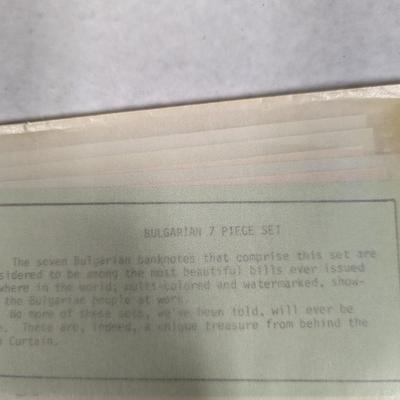 BULGARIAN 7 PIECE SET
The seven Bulgarian banknotes that comprise this set are
sidered to be among the most beautiful bills ever issued
where in the world; multi-colored and watermarked, show-
the Bulgarian people at work.
No more of these sets, we've been told, will ever be
e. These are, indeed, a unique treasure from behind the
n Curtain.